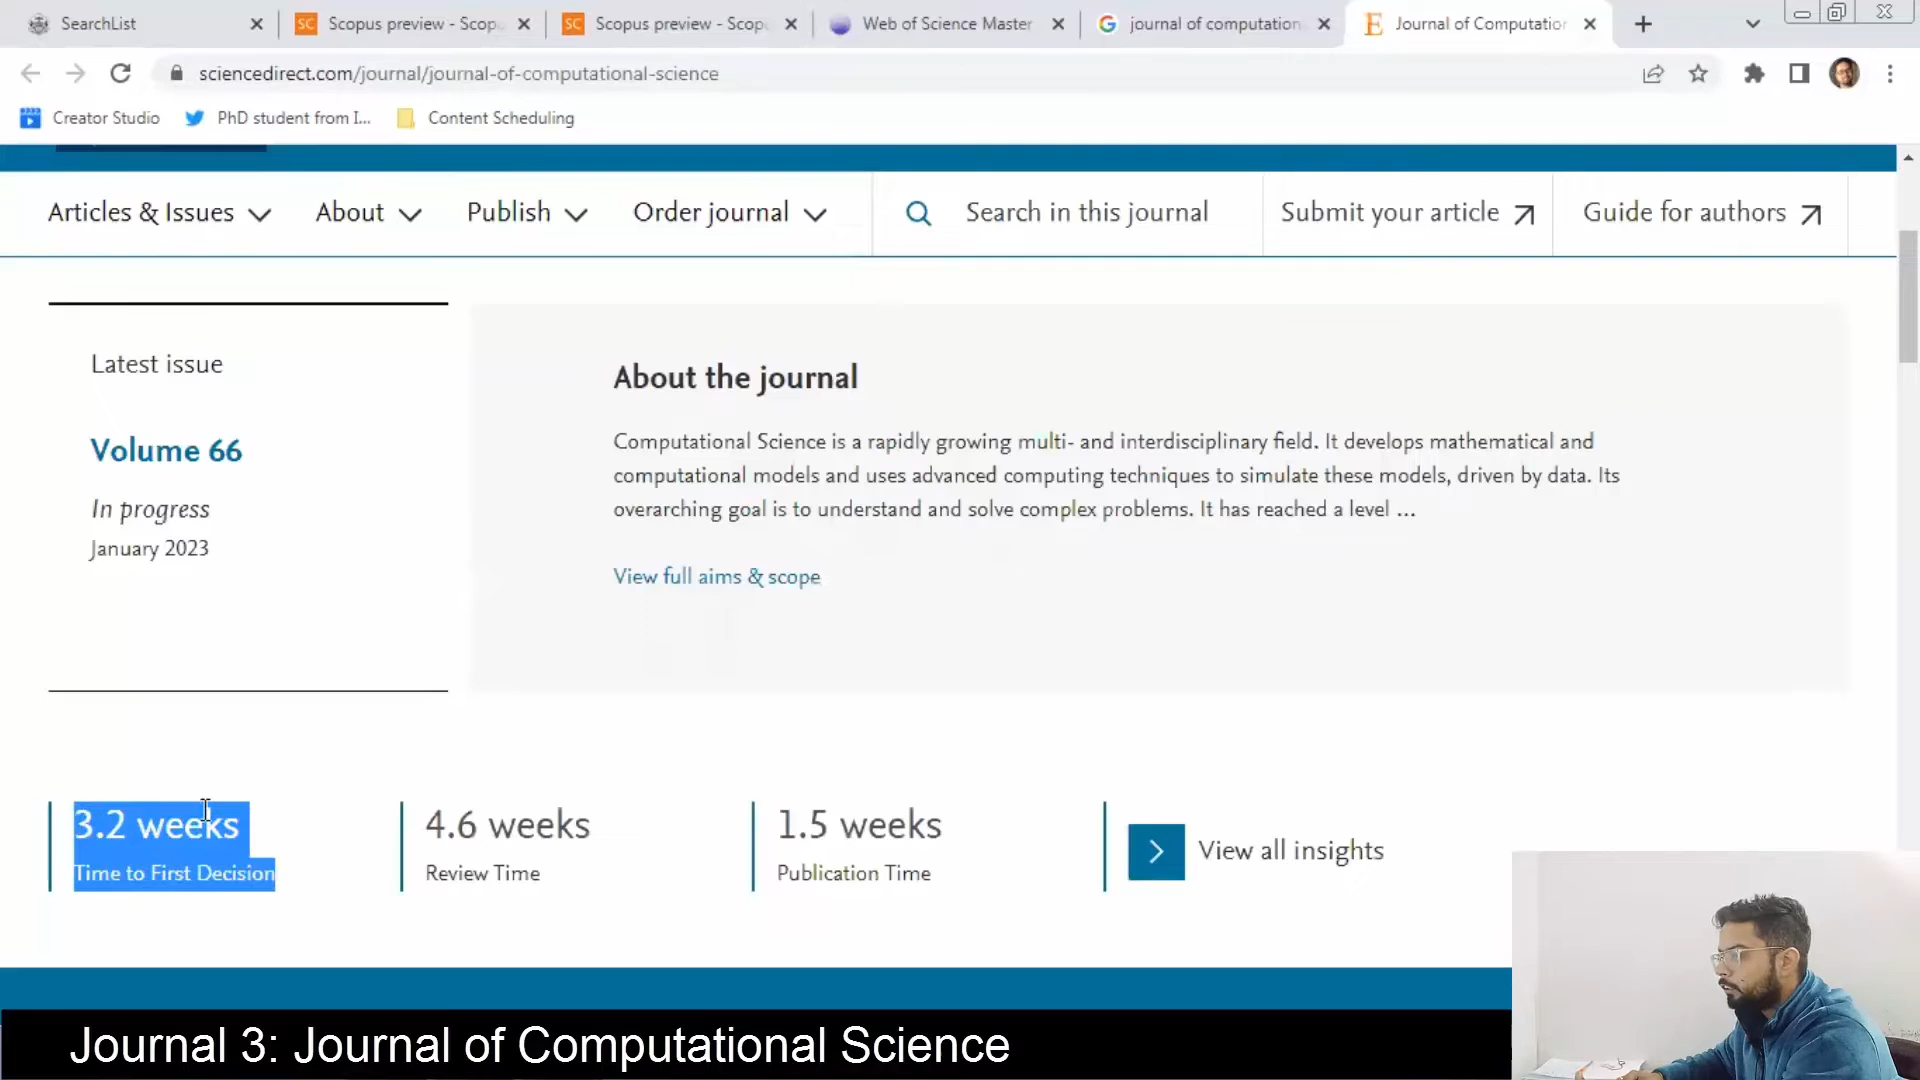 SearchList
Scopus preview - Scopu
Scopus preview - Scopu
Web of Science Master
journal of computation
Journal of Computation
sciencedirect.com/journal/journal-of-computational-science
Creator Studio
PhD student from I...
Content Scheduling
Articles & Issues
About
Publish
Order journal
Search in this journal
Submit your article
Guide for authors
Latest issue
Volume 66
In progress
January 2023
About the journal
Computational Science is a rapidly growing multi- and interdisciplinary field. It develops mathematical and
computational models and uses advanced computing techniques to simulate these models, driven by data. Its
overarching goal is to understand and solve complex problems. It has reached a level ...
View full aims & scope
3.2 weeks
Time to First Decision
4.6 weeks
Review Time
1.5 weeks
Publication Time
View all insights
Journal 3: Journal of Computational Science